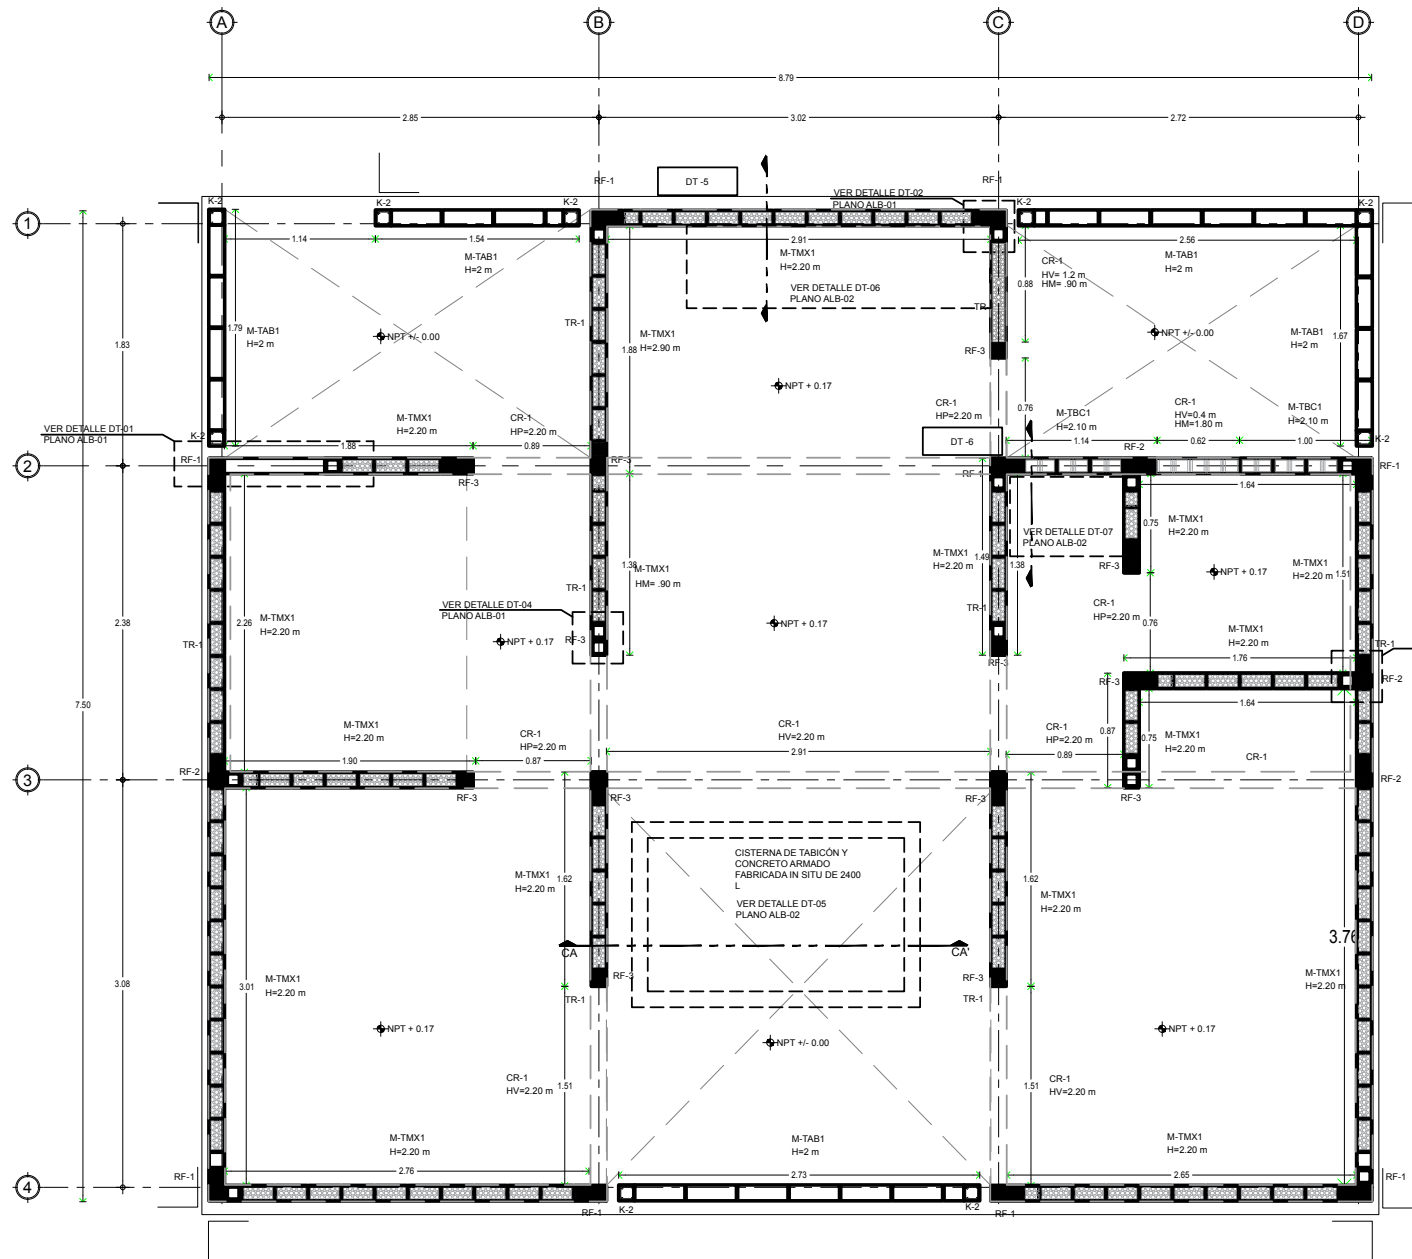 A
B
C
D
8.79
2.85
3.02
2.72
RF-1
DT -5
RF-1
VER DETALLE DT-02
PLANO ALB-01
K-2
K-2
K-2
K-2
K-2
1
1.14
1.54
2.91
2.56
M-TAB1
H=2 m
M-TMX1
H=2.20 m
CR-1
HV= 1.2 m
HM= .90 m
M-TAB1
H=2 m
0.88
VER DETALLE DT-06
PLANO ALB-02
TR-1
TR
1.79
M-TAB1
H=2 m
NPT +/- 0.00
1.83
1.88
M-TMX1
H=2.90 m
NPT +/-0.00
M-TAB1
H=2 m
1.67
RF-3
NPT + 0.17
0.76
M-TMX1
H=2.20 m
CR-1
HP=2.20 m
CR-1
HP=2.20 m
M-TBC1
H=2.10 m
CR-1
HV=0.4 m
HM=1.80 m
M-TBC1
H=2.10 m
VER DETALLE DT-01
PLANO ALB-01
K-2
1.88
0.89
DT -6
1.14
0.62
1.00
K-2
RF-2
2
RF-1
RF-3
RF-3
RF-1
RF-1
1.64
0.75
M-TMX1
H=2.20 m
VER DETALLE DT-07
PLANO ALB-02
M-TMX1
HM= .90 m
1.38
M-TMX1
H=2.20 m
1.49
1.38
RF-3
NPT + 0.17
M-TMX1
H=2.20 m
1.51
TR-1
VER DETALLE DT-04
PLANO ALB-01
TR-1
CR-1
HP=2.20 m
2.38
2.26
M-TMX1
H=2.20 m
NPT + 0.17
RF-3
NPT + 0.17
0.76
M-TMX1
H=2.20 m
TR-1
TR-1
RF-3
1.76
RF-3
RF-2
1.64
7.50
M-TMX1
H=2.20 m
CR-1
HP=2.20 m
CR-1
HV=2.20 m
CR-1
HP=2.20 m
0.87
0.75
M-TMX1
H=2.20 m
CR-1
1.90
0.87
2.91
0.89
3
RF-2
RF-3
RF-3
RF-3
RF-3
RF-2
CISTERNA DE TABICÓN Y
CONCRETO ARMADO
FABRICADA IN SITU DE 2400
L
VER DETALLE DT-05
PLANO ALB-02
M-TMX1
H=2.20 m
1.62
1.62
M-TMX1
H=2.20 m
3.76
CA
CA'
3.08
3.01
M-TMX1
H=2.20 m
RF-3
RF-3
M-TMX1
H=2.20 m
TR-1
TR-1
NPT + 0.17
NPT +/- 0.00
NPT + 0.17
CR-1
HV=2.20 m
1.51
1.51
CR-1
HV=2.20 m
M-TMX1
H=2.20 m
M-TAB1
H=2 m
M-TMX1
H=2.20 m
2.76
2.73
2.65
4
RF-1
RF-1
K-2
K-2
RF-1
RF-1